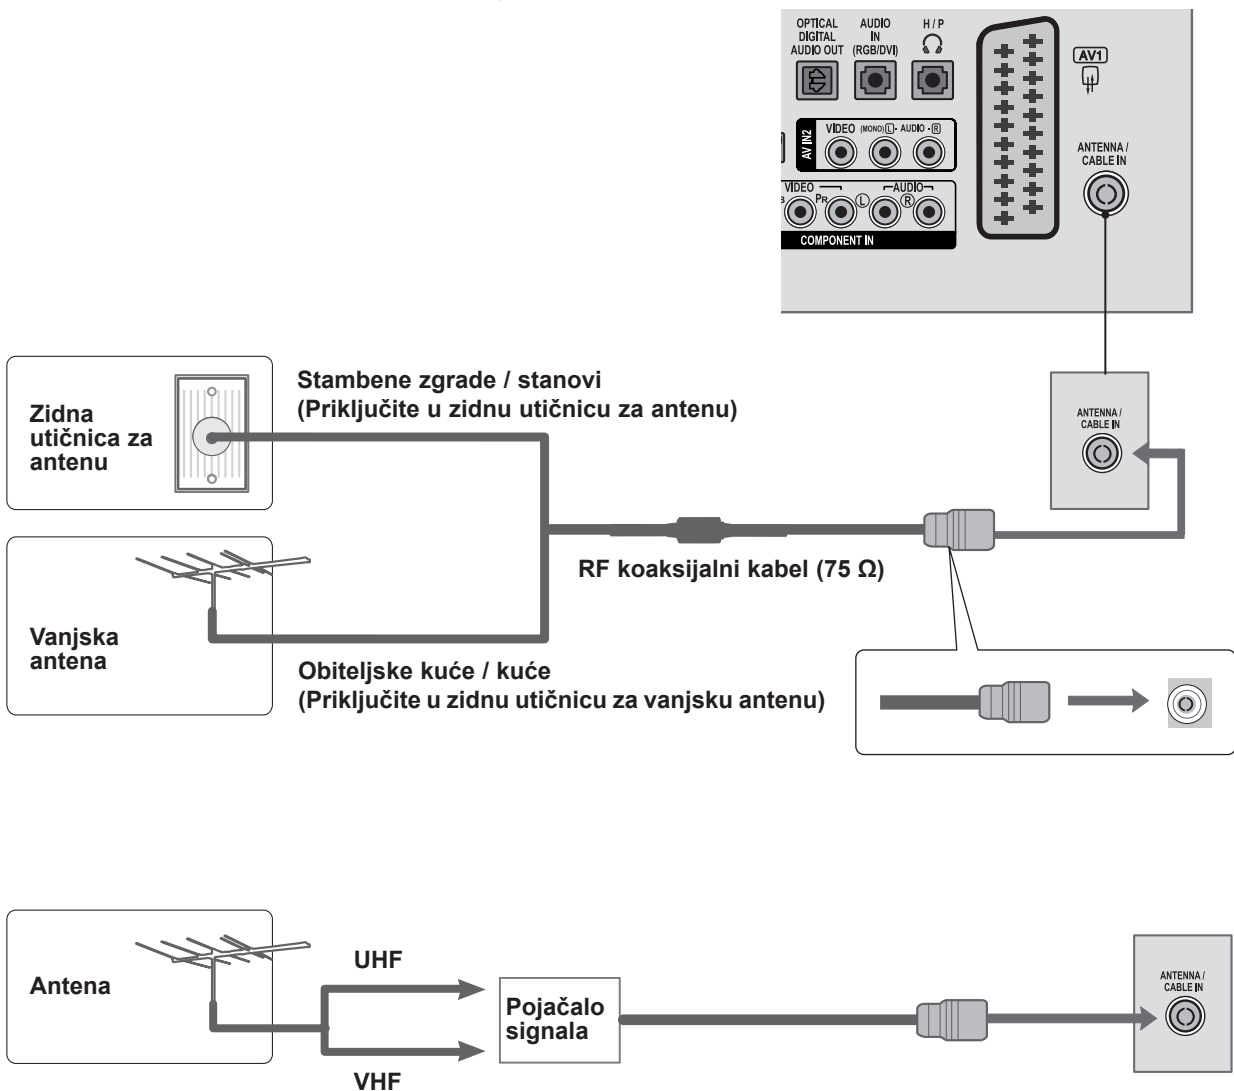 OPTICAL
DIGITAL
AUDIO OUT
AUDIO
IN
(RGB/DVI)
H / P
AV1
AV IN2
VIDEO
(MONO) L · AUDIO · R
VIDEO
AUDIO
B
PR
L
R
COMPONENT IN
ANTENNA /
CABLE IN
Zidna
utičnica za
antenu
Stambene zgrade / stanovi
(Priključite u zidnu utičnicu za antenu)
ANTENNA /
CABLE IN
RF koaksijalni kabel (75 Ω)
Vanjska
antena
Obiteljske kuće / kuće
(Priključite u zidnu utičnicu za vanjsku antenu)
Antena
UHF
VHF
Pojačalo
signala
ANTENNA /
CABLE IN